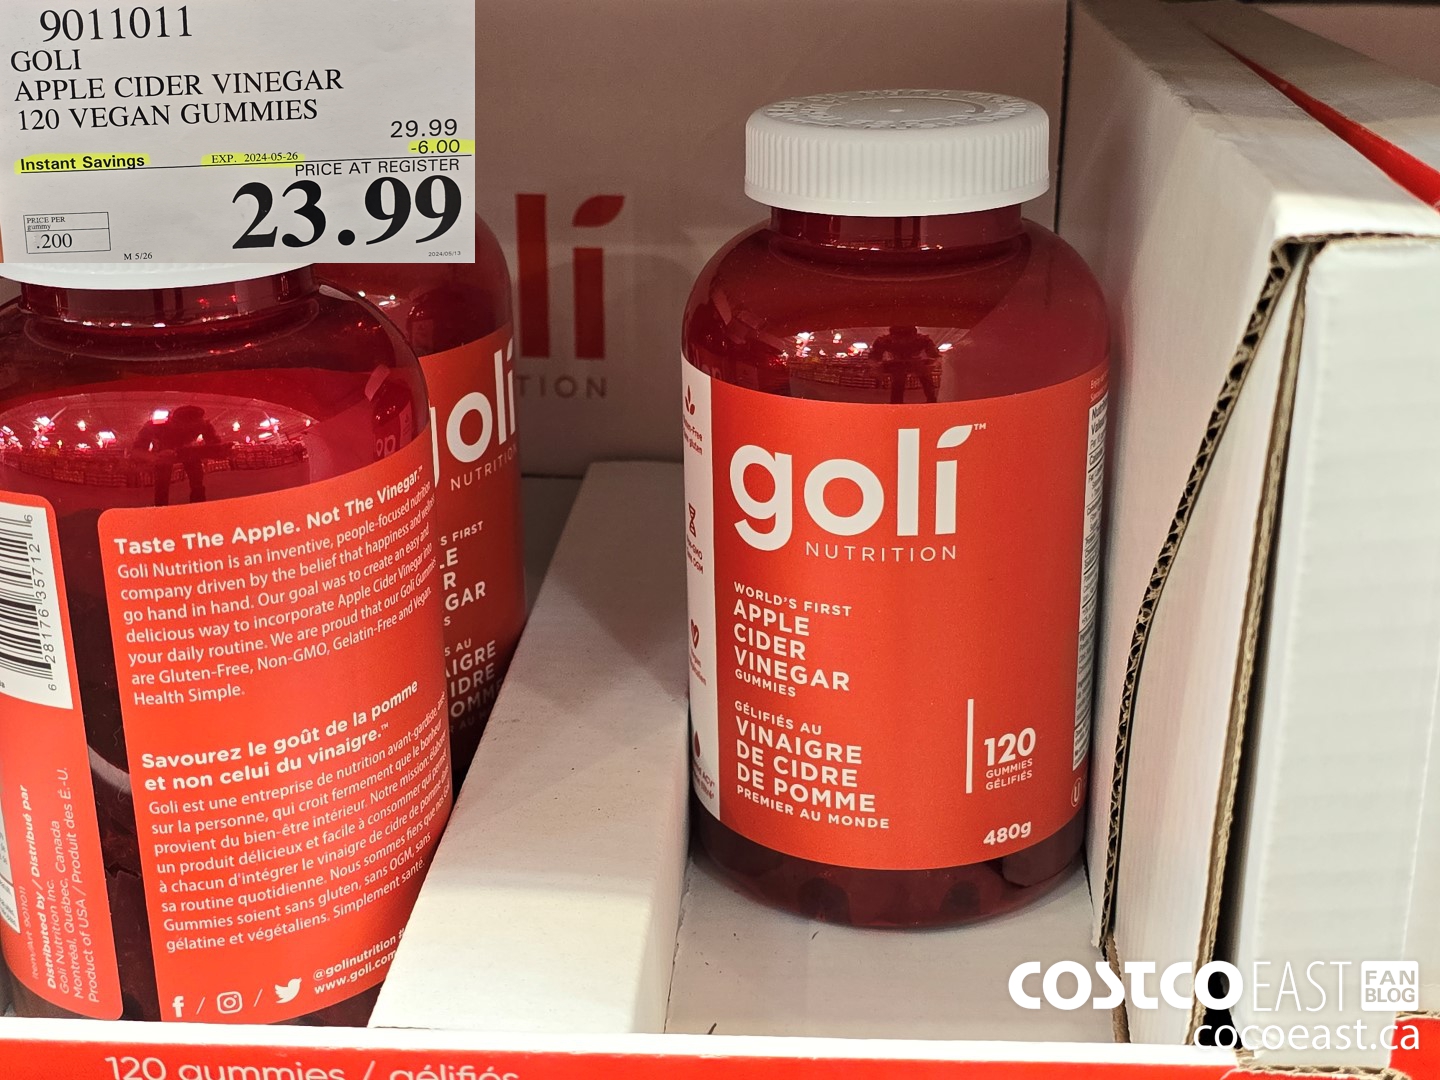 9011011
GOLI
APPLE CIDER VINEGAR
120 VEGAN GUMMIES
29.99
Instant Savings EXP. 2024-05-26 -6.00
PRICE AT REGISTER
23.99
PRICE PER
gummy
.200
M 5/26
2024/05/13
goli
NUTRITION
WORLD'S FIRST
APPLE
CIDER
VINEGAR
GUMMIES
GÉLIFIÉS AU
VINAIGRE
DE CIDRE
DE POMME
PREMIER AU MONDE
120
GUMMIES
GÉLIFIÉS
480g
Taste The Apple. Not The Vinegar.™
Goli Nutrition is an inventive, people-focused nutrition
company driven by the belief that happiness and
go hand in hand. Our goal was to create an easy and
delicious way to incorporate Apple Cider Vinegar into
your daily routine. We are proud that our Goli Gummies
are Gluten-Free, Non-GMO, Gelatin-Free and Vegan.
Health Simple.
Savourez le goût de la pomme
et non celui du vinaigre.™
Goli est une entreprise de nutrition avant-gardiste, axée
sur la personne, qui croit fermement que le bonheur
provient du bien-être intérieur. Notre mission: élaborer
un produit délicieux et facile à consommer qui permet
à chacun d'intégrer le vinaigre de cidre de pomme dans
sa routine quotidienne. Nous sommes fiers que nos Goli
Gummies soient sans gluten, sans OGM, sans
gélatine et végétaliens. Simplement santé.
@golinutrition
www.goli.com
6 28176 35712 6
Item/Art 9011011
Distributed by / Distribué par
Goli Nutrition Inc.
Montréal, Québec, Canada
Product of USA / Produit des É.-U.
goli
NUTRITION
120 gummies / gélifiés
COSTCO EAST FAN
BLOG
cocoeast.ca